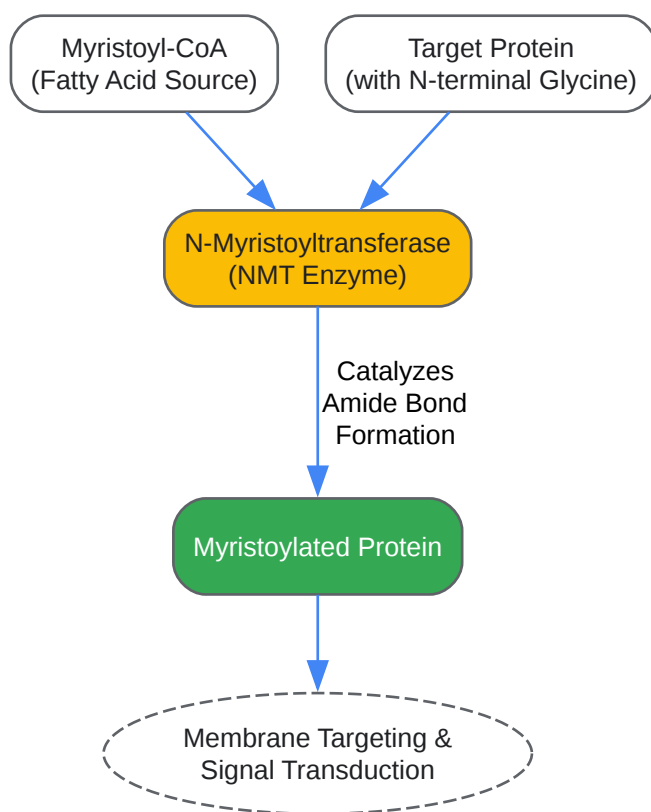 Myristoyl-CoA
(Fatty Acid Source)
Target Protein
(with N-terminal Glycine)
N-Myristoyltransferase
(NMT Enzyme)
Catalyzes
Amide Bond
Formation
Myristoylated Protein
Membrane Targeting &
Signal Transduction